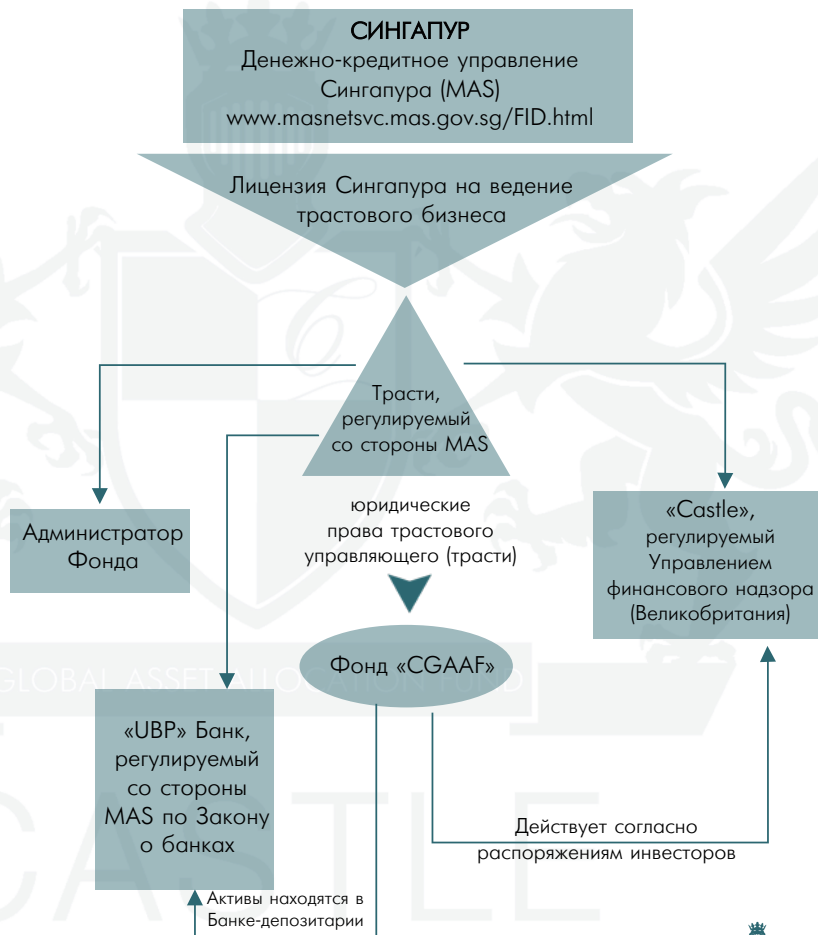 СИНГАПУР
Денежно-кредитное управление
Сингапура (MAS)
www.masnetsvc.mas.gov.sg/FID.html
Лицензия Сингапура на ведение
трастового бизнеса
Трасти,
регулируемый
со стороны MAS
юридические
права трастового
управляющего (трасти)
Администратор
Фонда
«Castle»,
регулируемый
Управлением
финансового надзора
(Великобритания)
Фонд «CGAAF»
GLOBAL ASSET ALLOCATION FUND
«UBP» Банк,
регулируемый
со стороны
MAS по Закону
о банках
CASTLE
Действует согласно
распоряжениям инвесторов
Активы находятся в
Банке-депозитарии